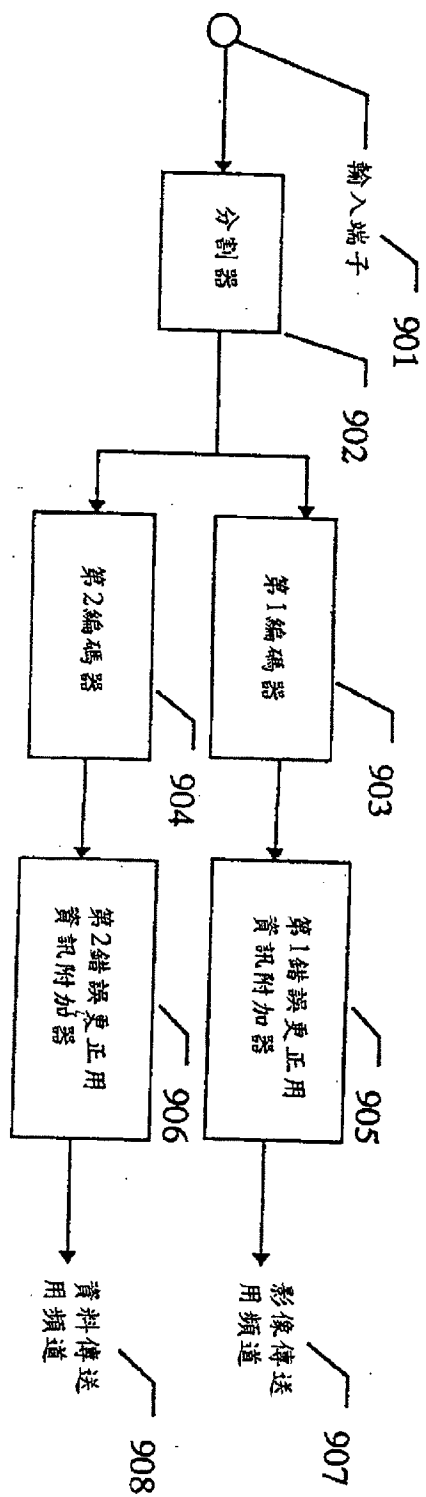 輸入端子
901
分割器
902
第1編碼器
903
第2編碼器
904
第1錯誤更正用
資訊附加器
905
第2錯誤更正用
資訊附加器
906
影像傳送
用頻道
907
資料傳送
用頻道
908